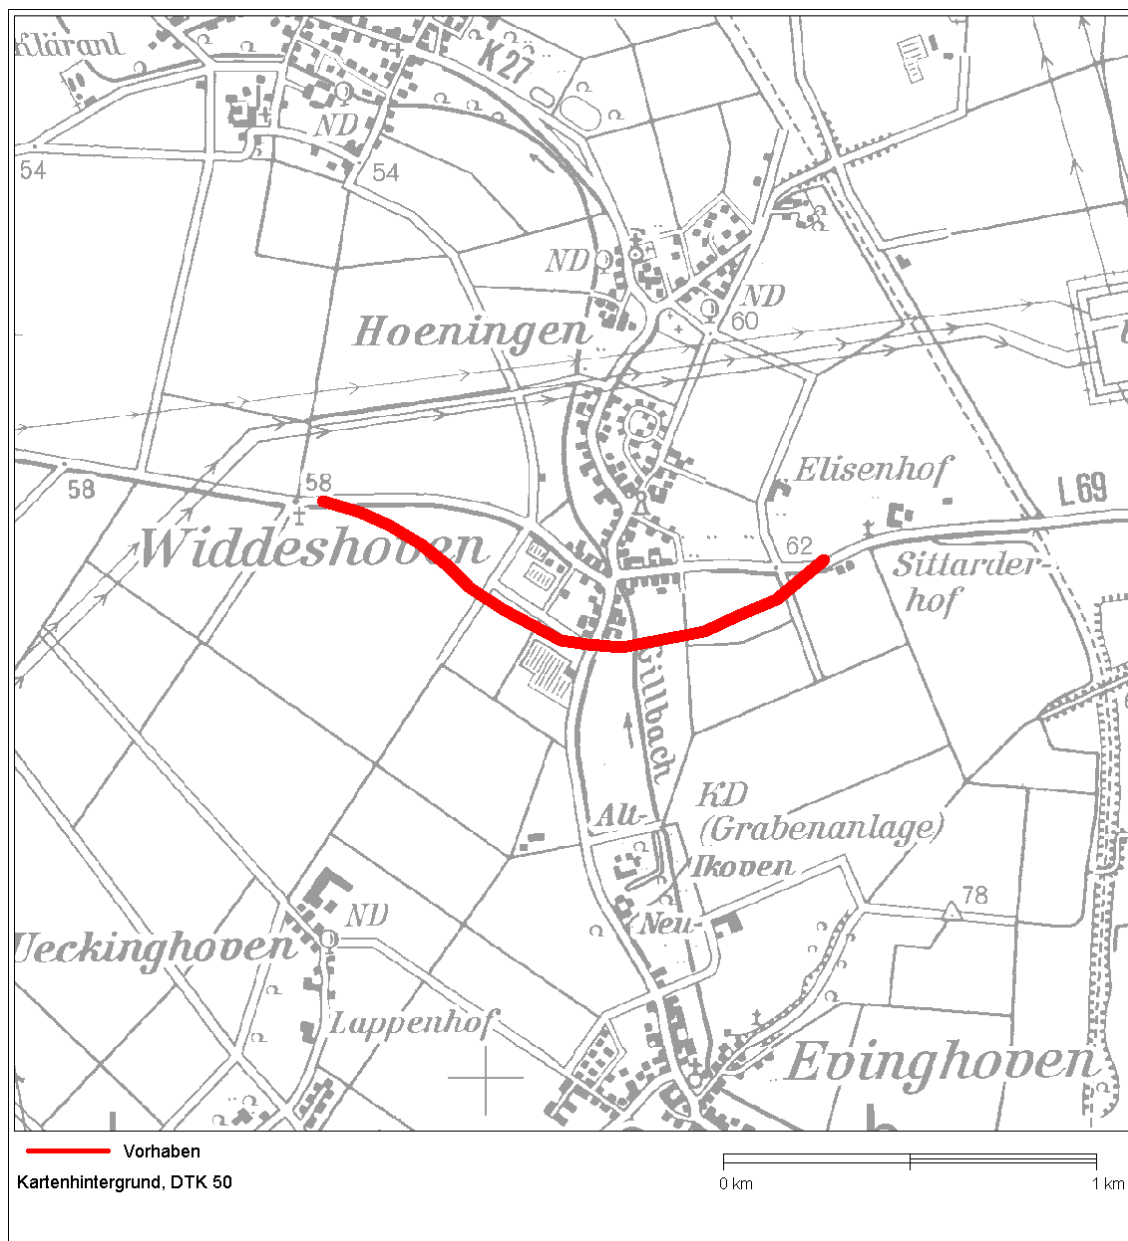 Kläranl
K27
ND
54
54
ND
ND
60
Hoeningen
58
58
Elisenhof
L69
Widdeshoven
62
Sittarder-
hof
Gillbach
KD
Alt-
(Grabenanlage)
Ikoven
78
ND
Neu-
Ueckinghoven
Lappenhof
Evinghoven
Vorhaben
Kartenhintergrund, DTK 50
0 km
1 km